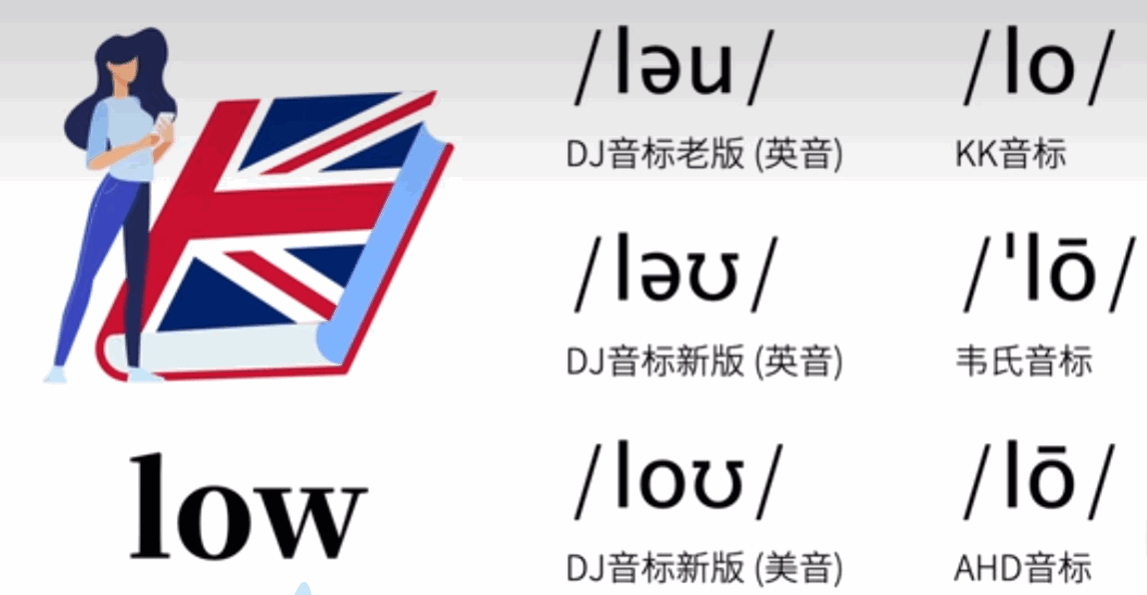 /ləu/ /lo/
DJ音标老版 (英音) KK音标
/ləʊ/ /ˈlō/
DJ音标新版 (英音) 韦氏音标
/loʊ/ /lō/
DJ音标新版 (美音) AHD音标
low